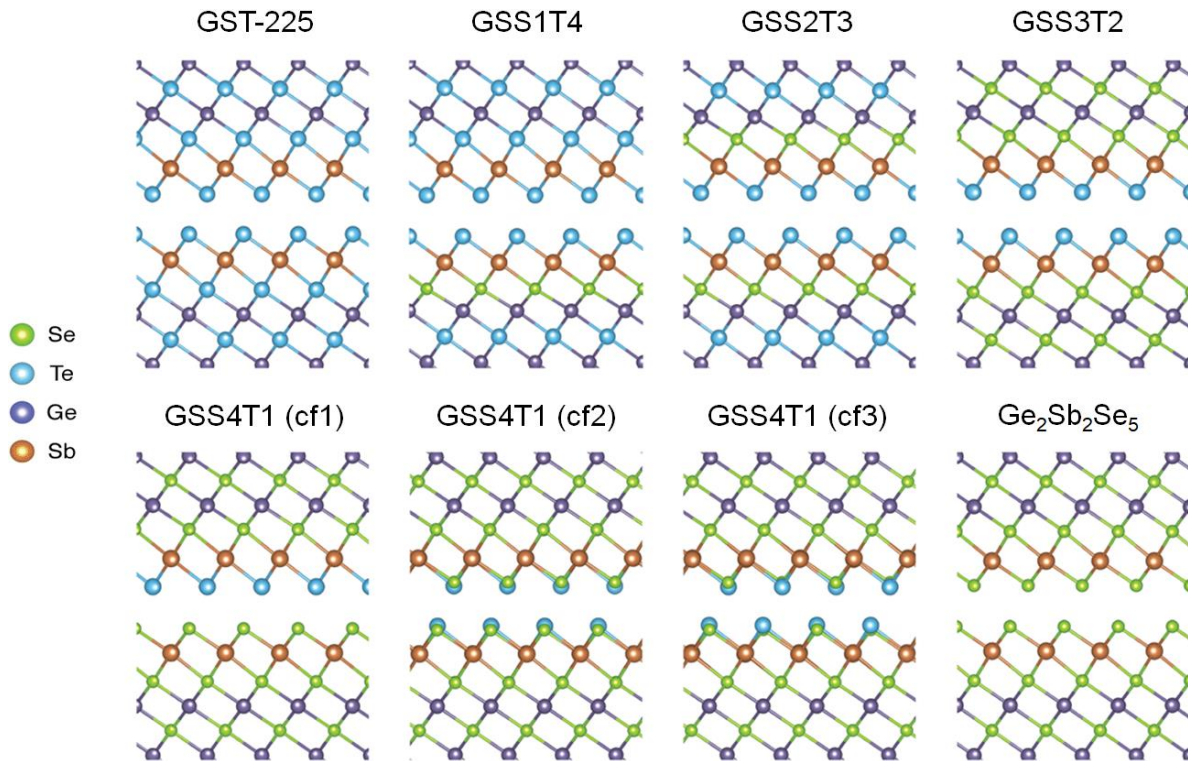 GST-225
GSS1T4
GSS2T3
GSS3T2
Se
Te
Ge
Sb
GSS4T1 (cf1)
GSS4T1 (cf2)
GSS4T1 (cf3)
Ge₂Sb₂Se₅